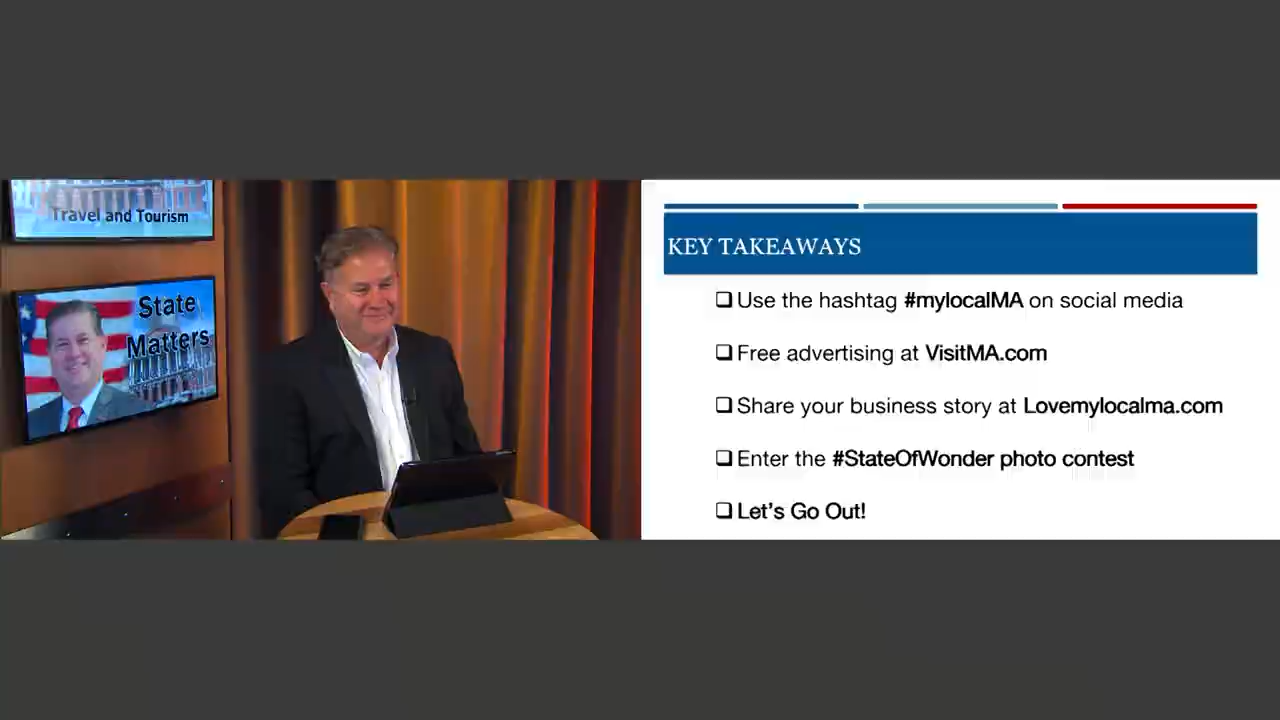 Travel and Tourism
State
Matters
KEY TAKEAWAYS
Use the hashtag #mylocalMA on social media
Free advertising at VisitMA.com
Share your business story at Lovemylocalma.com
Enter the #StateOfWonder photo contest
Let's Go Out!